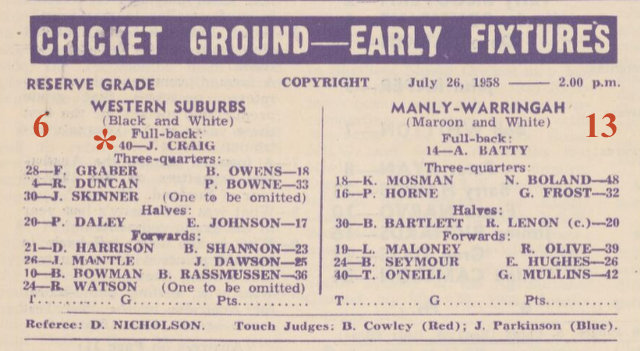 CRICKET GROUND—EARLY FIXTURES
RESERVE GRADE COPYRIGHT July 26, 1958 —— 2.00 p.m.
6 WESTERN SUBURBS
(Black and White)
Full-back:
* 40—J. CRAIG
Three-quarters:
28—F. GRABER B. OWENS—18
4—R. DUNCAN P. BOWNE—33
30—J. SKINNER (One to be omitted)
Halves:
20—P. DALEY E. JOHNSON—17
Forwards:
21—D. HARRISON B. SHANNON—23
26—J. MANTLE J. DAWSON—25
10—B. BOWMAN B. RASMUSSEN—36
24—R. WATSON (One to be omitted)
T.......... G............ Pts............
MANLY-WARRINGAH 13
(Maroon and White)
Full-back:
14—A. BATTY
Three-quarters:
18—K. MOSMAN N. BOLAND—48
16—P. HORNE G. FROST—32
Halves:
30—B. BARTLETT R. LENON (c.)—20
Forwards:
19—L. MALONEY R. OLIVE—39
24—B. SEYMOUR E. HUGHES—26
40—T. O'NEILL G. MULLINS—42
T............ G............ Pts............
Referee: D. NICHOLSON. Touch Judges: B. Cowley (Red); J. Parkinson (Blue).